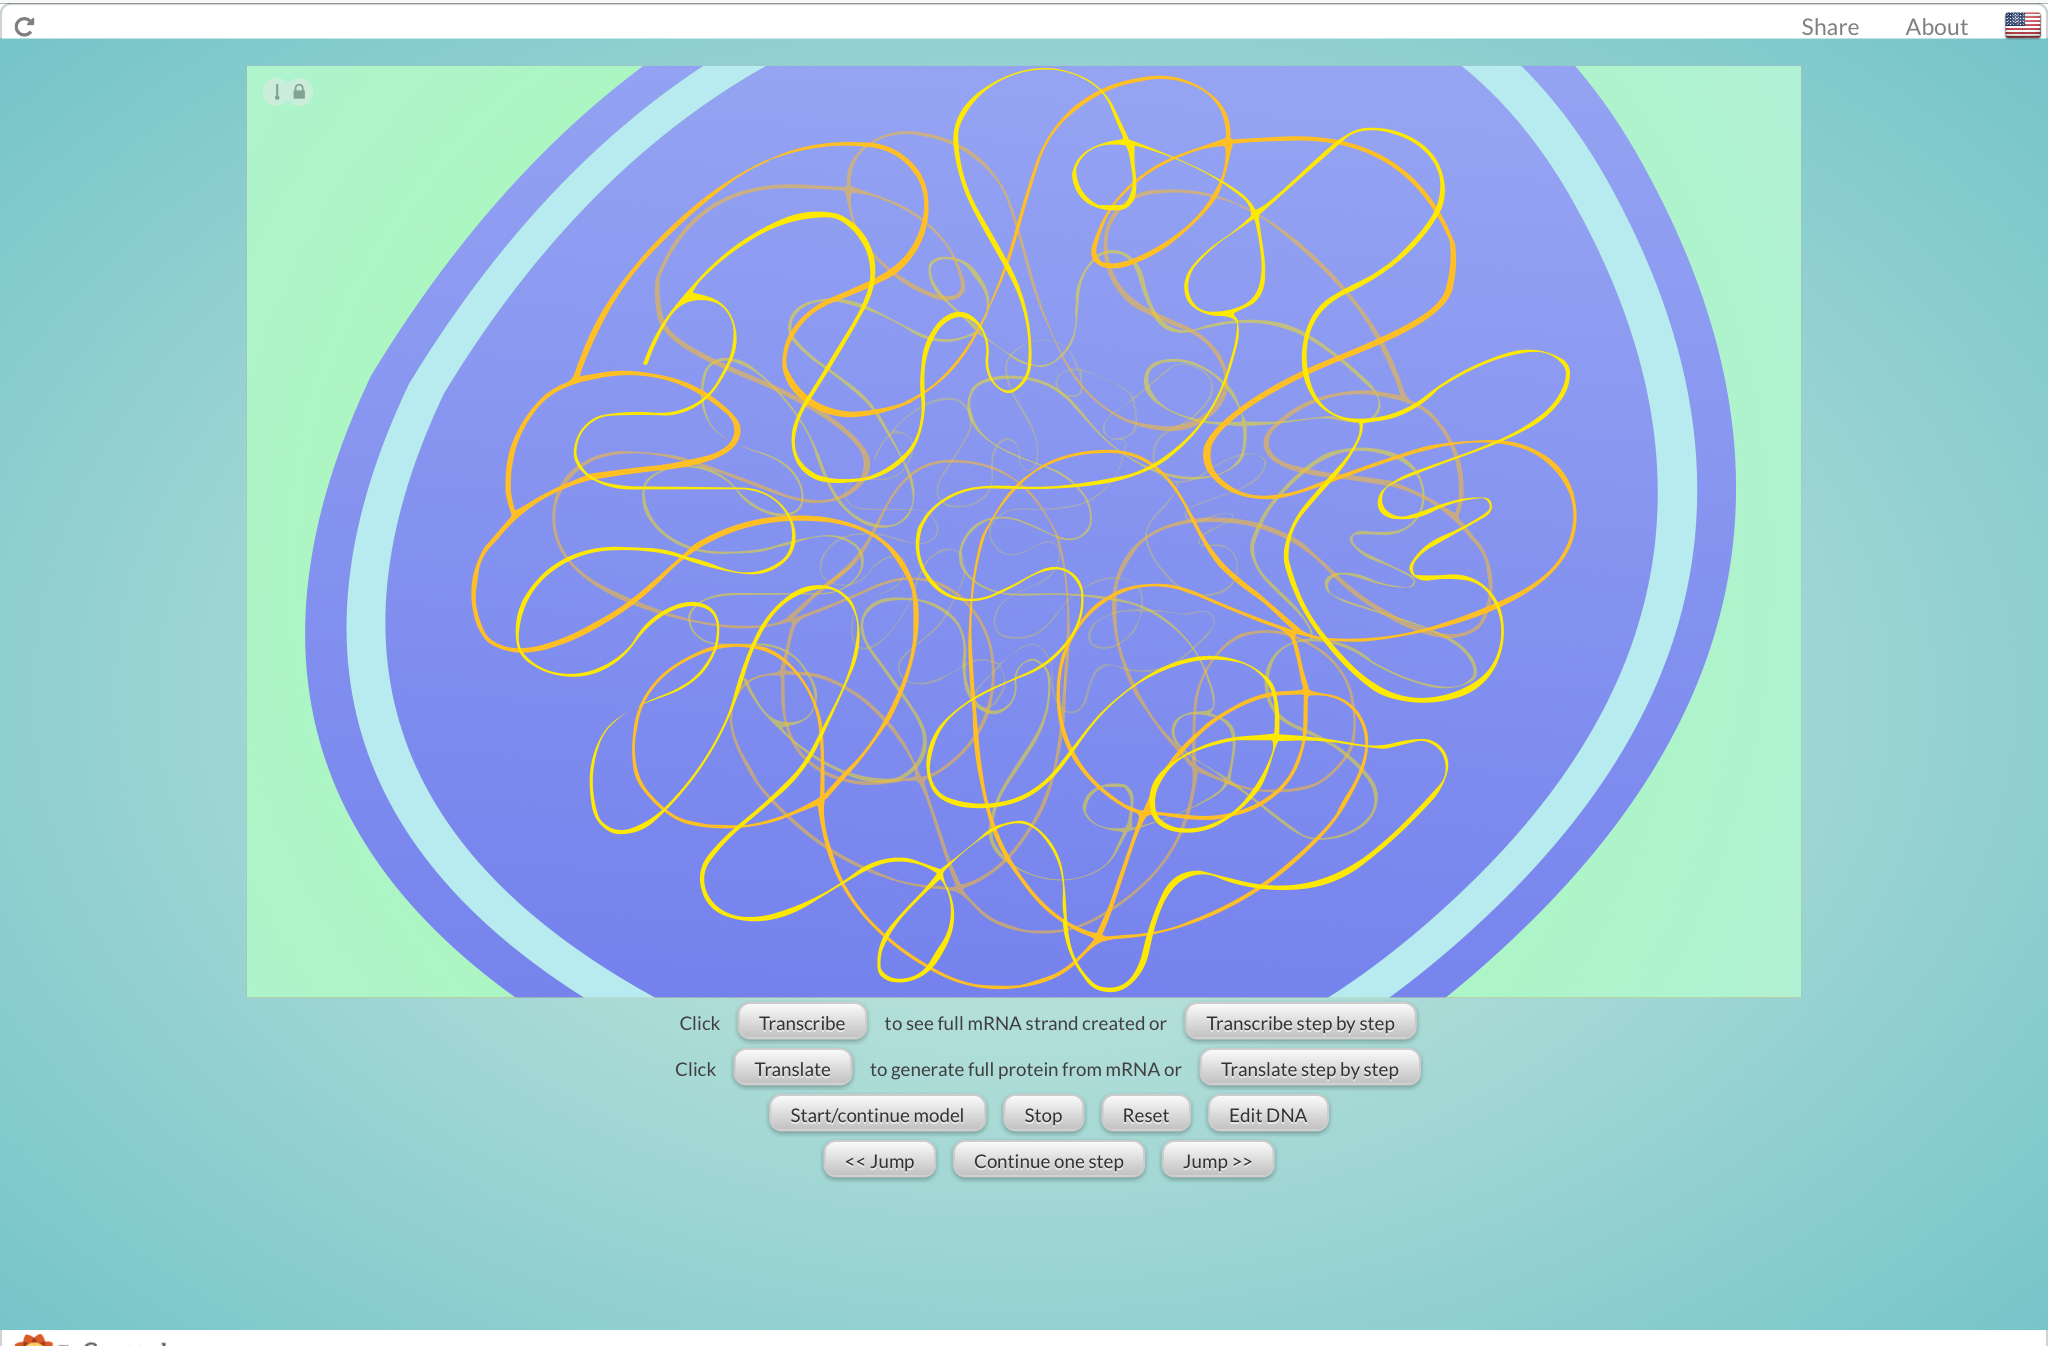 Share About
Click Transcribe to see full mRNA strand created or Transcribe step by step
Click Translate to generate full protein from mRNA or Translate step by step
Start/continue model Stop Reset Edit DNA
<< Jump Continue one step Jump >>